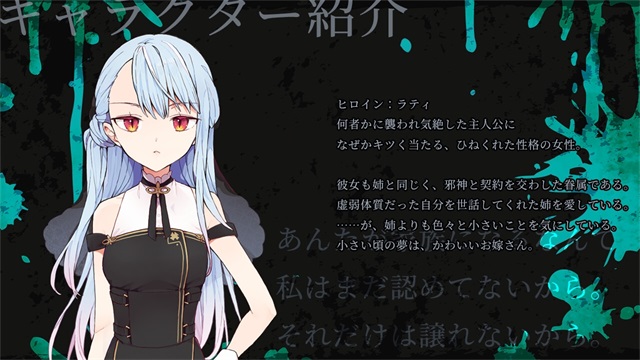 キャラクター紹介
ヒロイン：ラティ
何者かに襲われ気絶した主人公に
なぜかキツく当たる、ひねくれた性格の女性。
彼女も姉と同じく、邪神と契約を交わした眷属である。
虚弱体質だった自分を世話してくれた姉を愛している。
……が、姉よりも色々と小さいことを気にしている。
小さい頃の夢は、かわいいお嫁さん。
あんた
なんて
私はまだ認めてないから。
それだけは譲れないから。